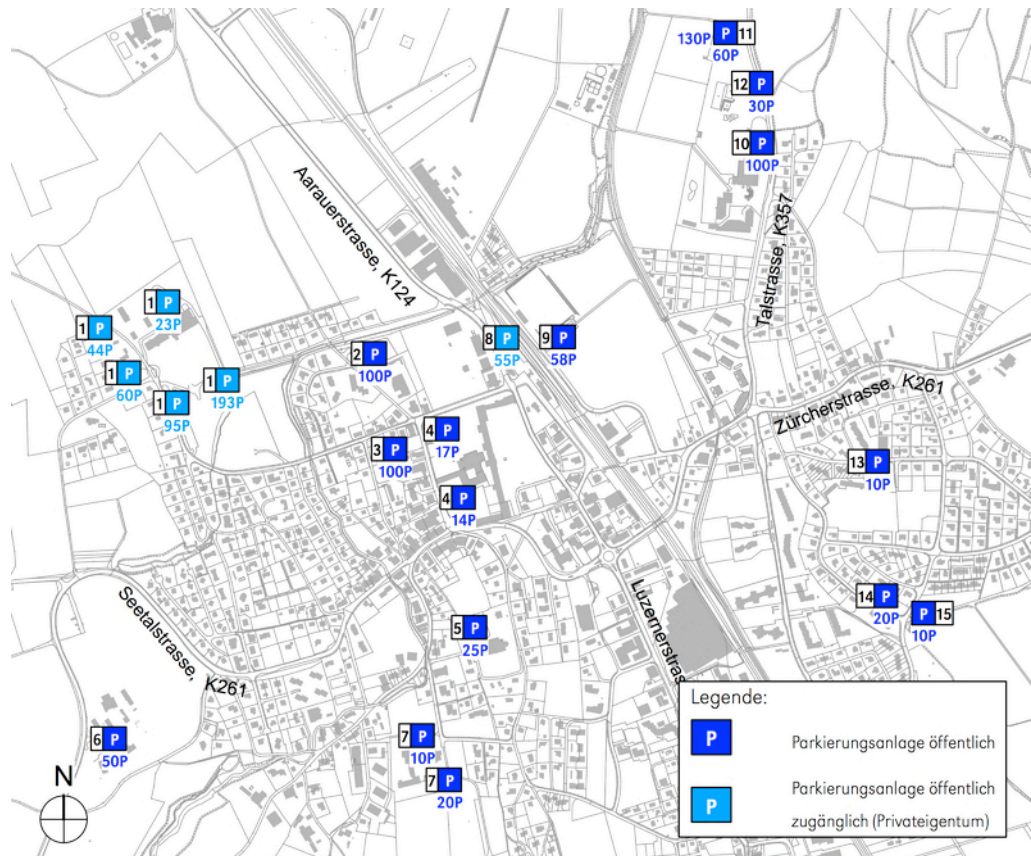 P 11
130P
60P
12 P
30P
10 P
100P
Aarauerstrasse, K124
Talstrasse, K357
1 P
23P
1 P
44P
8 P
55P
9 P
58P
2 P
100P
1 P
60P
1 P
193P
1 P
95P
Zürcherstrasse, K261
4 P
17P
3 P
100P
13 P
10P
4 P
14P
Seetalstrasse, K261
Luzernerstras
14 P
20P
P 15
10P
5 P
25P
6 P
50P
7 P
10P
7 P
20P
N
Legende:
P Parkierungsanlage öffentlich
P Parkierungsanlage öffentlich
zugänglich (Privateigentum)